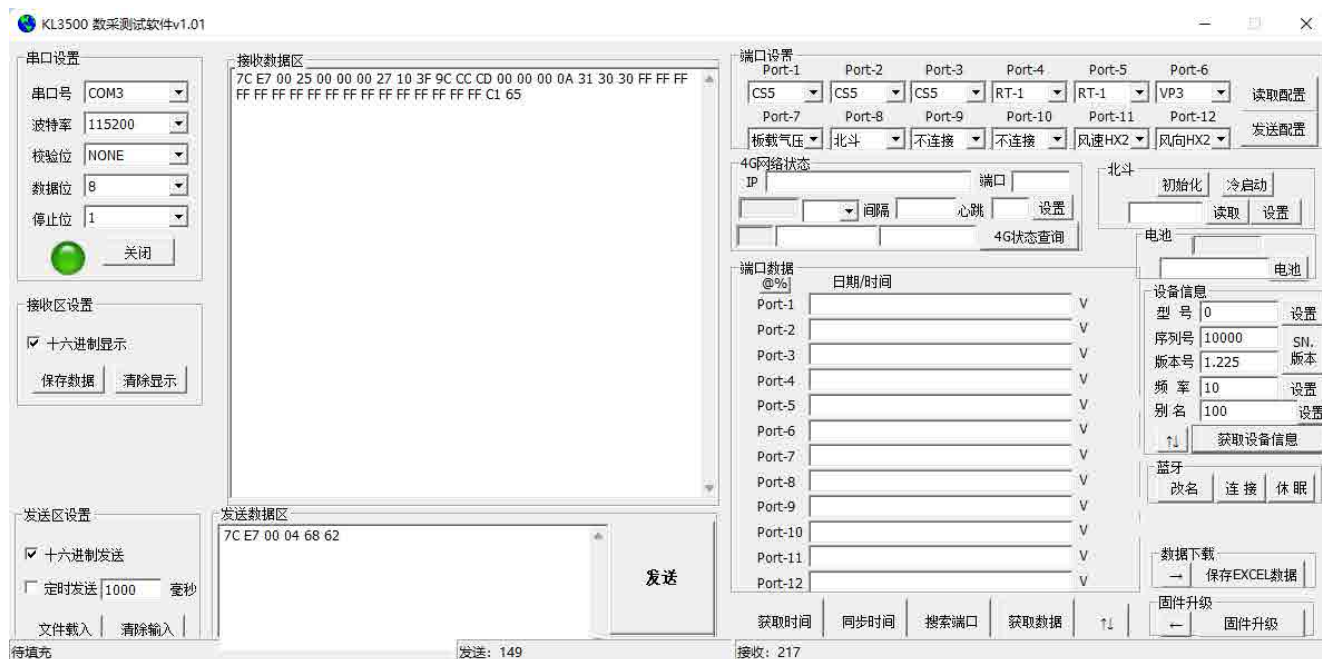 KL3500 数采测试软件v1.01
串口设置
串口号 COM3
波特率 115200
校验位 NONE
数据位 8
停止位 1
关闭
接收区设置
十六进制显示
保存数据 清除显示
发送区设置
十六进制发送
定时发送 1000 毫秒
文件载入 清除输入
接收数据区
7C E7 00 25 00 00 00 27 10 3F 9C CC CD 00 00 00 0A 31 30 30 FF FF FF
FF FF FF FF FF FF FF FF FF FF FF FF FF FF C1 65
发送数据区
7C E7 00 04 68 62
发送
端口设置
Port-1 Port-2 Port-3 Port-4 Port-5 Port-6
CS5 CS5 CS5 RT-1 RT-1 VP3 读取配置
Port-7 Port-8 Port-9 Port-10 Port-11 Port-12
板载气压 北斗 不连接 不连接 风速HX2 风向HX2 发送配置
4G网络状态
IP 端口
间隔 心跳 设置
4G状态查询
北斗
初始化 冷启动
读取 设置
电池
电池
端口数据
@%] 日期/时间
Port-1 V
Port-2 V
Port-3 V
Port-4 V
Port-5 V
Port-6 V
Port-7 V
Port-8 V
Port-9 V
Port-10 V
Port-11 V
Port-12 V
获取时间 同步时间 搜索端口 获取数据 ↑↓
设备信息
型 号 0 设置
序列号 10000 SN.
版本号 1.225 版本
频 率 10 设置
别 名 100 设置
↑↓ 获取设备信息
蓝牙
改名 连 接 休 眠
数据下载
→ 保存EXCEL数据
固件升级
← 固件升级
待填充 发送: 149 接收: 217